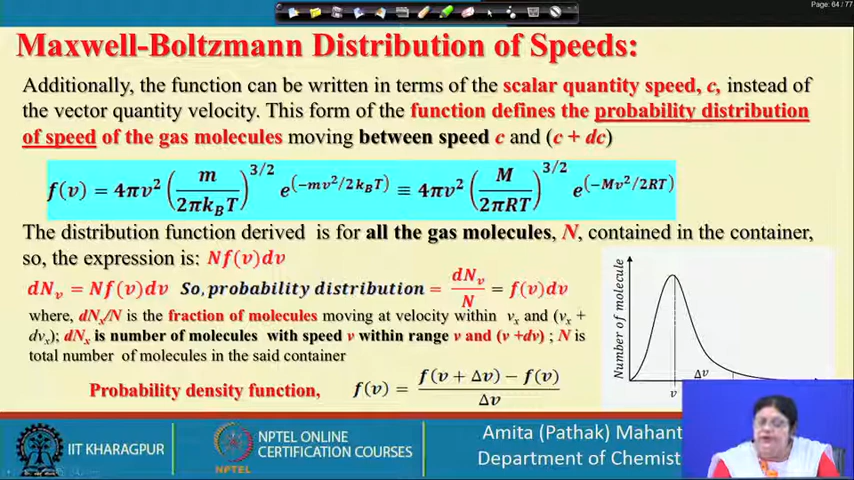 Page: 64 / 77
Maxwell-Boltzmann Distribution of Speeds:
Additionally, the function can be written in terms of the scalar quantity speed, c, instead of
the vector quantity velocity. This form of the function defines the probability distribution
of speed of the gas molecules moving between speed c and (c + dc)
f(v) = 4πv² (m / 2πk_BT)^{3/2} e^{(−mv²/2k_BT)} ≡ 4πv² (M / 2πRT)^{3/2} e^{(−Mv²/2RT)}
The distribution function derived is for all the gas molecules, N, contained in the container,
so, the expression is: Nf(v)dv
dN_v = Nf(v)dv So, probability distribution = dN_v / N = f(v)dv
where, dN_x/N is the fraction of molecules moving at velocity within v_x and (v_x +
dv_x); dN_x is number of molecules with speed v within range v and (v +dv) ; N is
total number of molecules in the said container
Probability density function, f(v) = (f(v + Δv) − f(v)) / Δv
Number of molecule
Δv
v
IIT KHARAGPUR
NPTEL
NPTEL ONLINE
CERTIFICATION COURSES
Amita (Pathak) Mahant
Department of Chemis